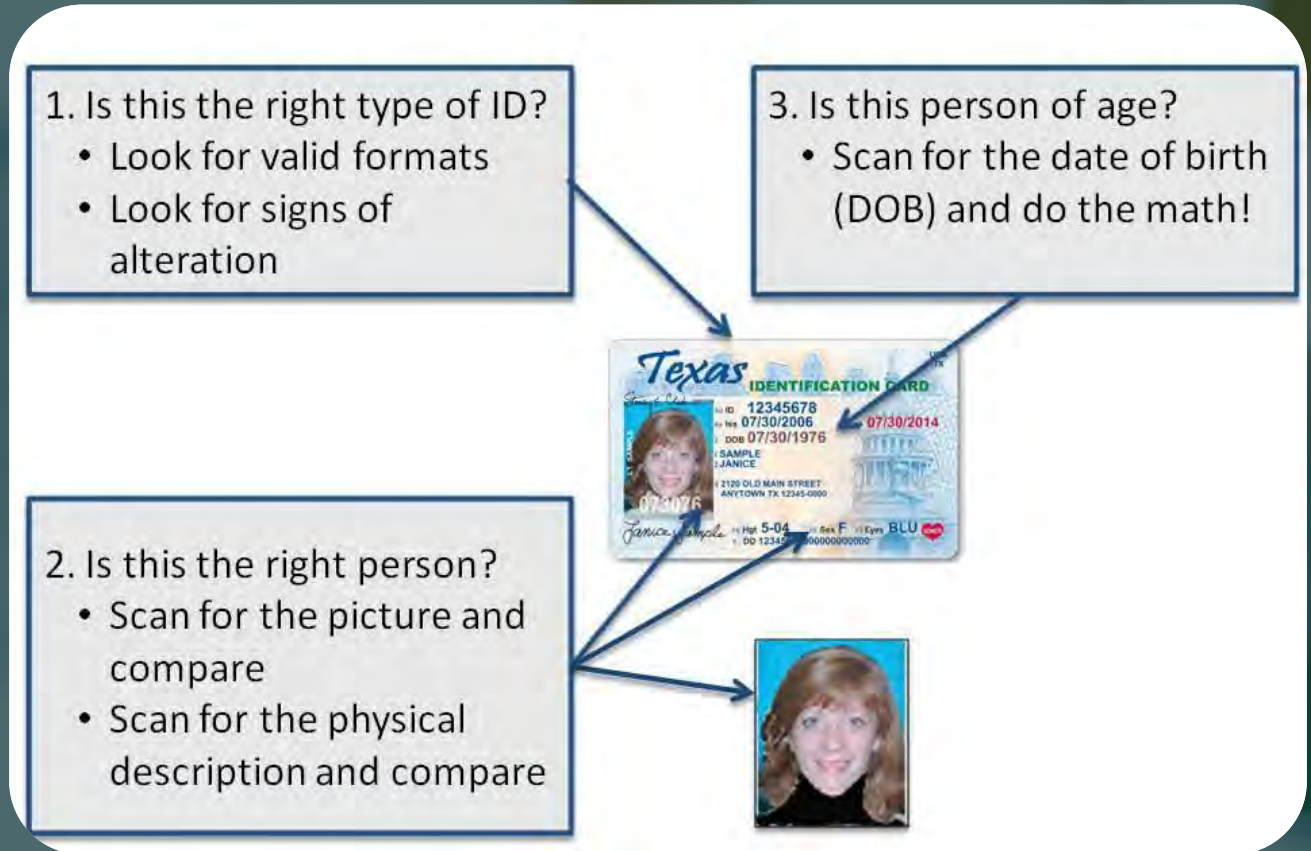 1. Is this the right type of ID?
• Look for valid formats
• Look for signs of
alteration
3. Is this person of age?
• Scan for the date of birth
(DOB) and do the math!
Texas
IDENTIFICATION CARD
ID 12345678
Iss 07/30/2006
07/30/2014
DOB 07/30/1976
SAMPLE
JANICE
2120 OLD MAIN STREET
ANYTOWN TX 12345-0000
073076
Janice Sample
Hgt 5-04
Sex F
Eyes BLU
2. Is this the right person?
• Scan for the picture and
compare
• Scan for the physical
description and compare